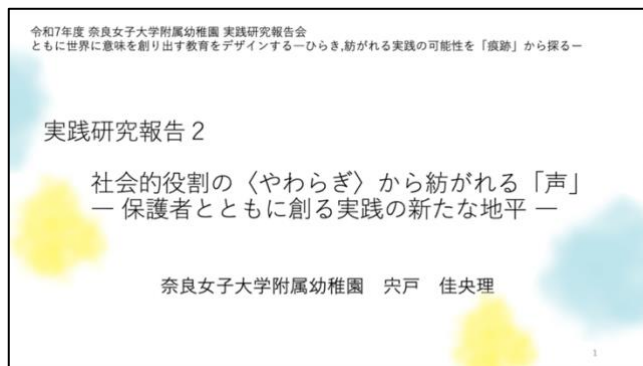 令和7年度 奈良女子大学附属幼稚園 実践研究報告会
ともに世界に意味を創り出す教育をデザインする―ひらき,紡がれる実践の可能性を「痕跡」から探るー
実践研究報告２
社会的役割の〈やわらぎ〉から紡がれる「声」
― 保護者とともに創る実践の新たな地平 ―
奈良女子大学附属幼稚園　宍戸　佳央理
1